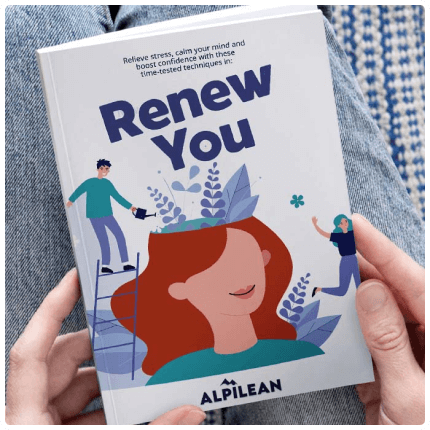 Relieve stress, calm your mind and
boost confidence with these
time-tested techniques in:
Renew
You
ALPILEAN